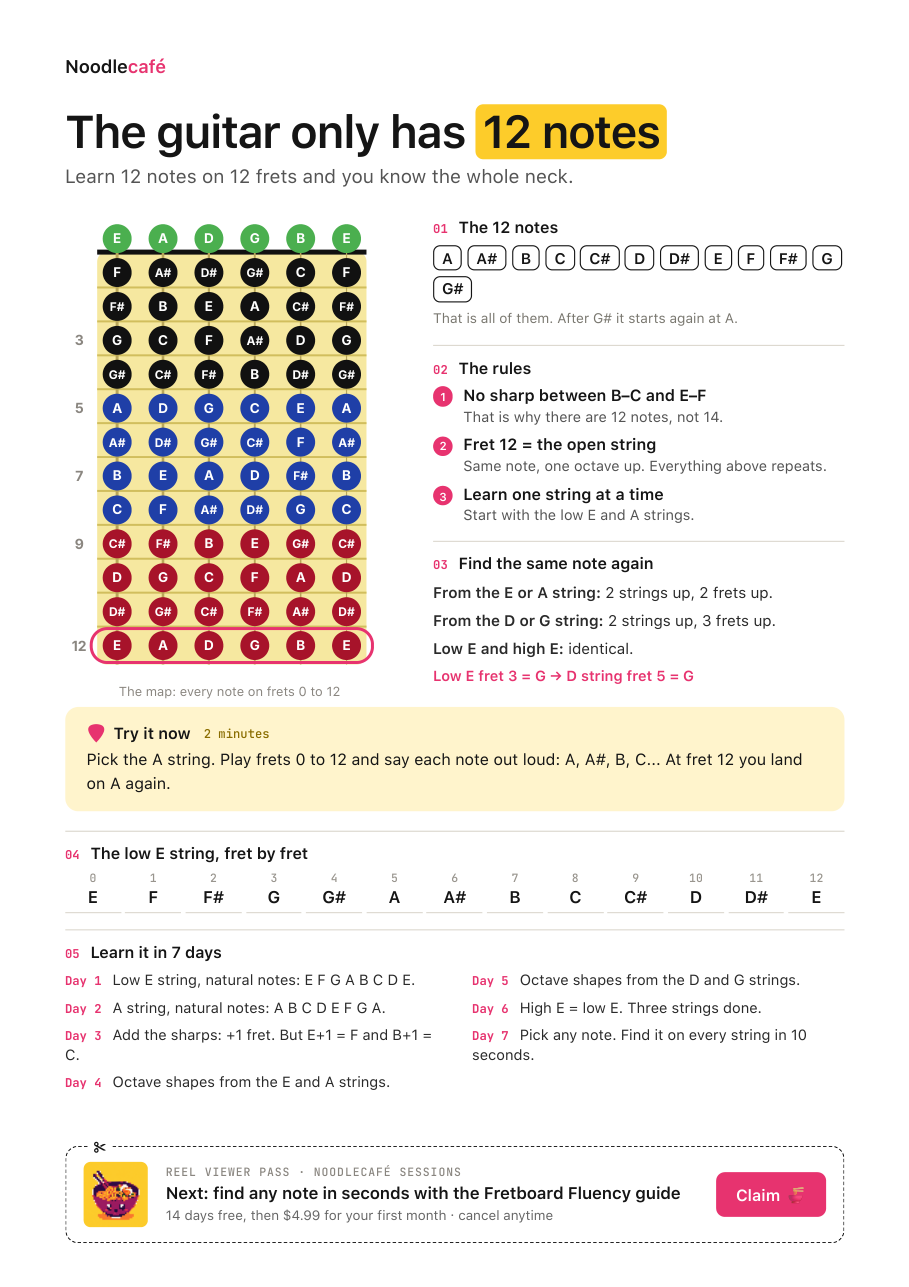 Noodlecafé
The guitar only has 12 notes
Learn 12 notes on 12 frets and you know the whole neck.
E A D G B E
F A# D# G# C F
F# B E A C# F#
3 G C F A# D G
G# C# F# B D# G#
5 A D G C E A
A# D# G# C# F A#
7 B E A D F# B
C F A# D# G C
9 C# F# B E G# C#
D G C F A D
D# G# C# F# A# D#
12 E A D G B E
The map: every note on frets 0 to 12
01 The 12 notes
A A# B C C# D D# E F F# G
G#
That is all of them. After G# it starts again at A.
02 The rules
1 No sharp between B–C and E–F
That is why there are 12 notes, not 14.
2 Fret 12 = the open string
Same note, one octave up. Everything above repeats.
3 Learn one string at a time
Start with the low E and A strings.
03 Find the same note again
From the E or A string: 2 strings up, 2 frets up.
From the D or G string: 2 strings up, 3 frets up.
Low E and high E: identical.
Low E fret 3 = G → D string fret 5 = G
Try it now 2 minutes
Pick the A string. Play frets 0 to 12 and say each note out loud: A, A#, B, C... At fret 12 you land
on A again.
04 The low E string, fret by fret
0 1 2 3 4 5 6 7 8 9 10 11 12
E F F# G G# A A# B C C# D D# E
05 Learn it in 7 days
Day 1 Low E string, natural notes: E F G A B C D E.
Day 2 A string, natural notes: A B C D E F G A.
Day 3 Add the sharps: +1 fret. But E+1 = F and B+1 =
C.
Day 4 Octave shapes from the E and A strings.
Day 5 Octave shapes from the D and G strings.
Day 6 High E = low E. Three strings done.
Day 7 Pick any note. Find it on every string in 10
seconds.
REEL VIEWER PASS · NOODLECAFÉ SESSIONS
Next: find any note in seconds with the Fretboard Fluency guide
14 days free, then $4.99 for your first month · cancel anytime
Claim